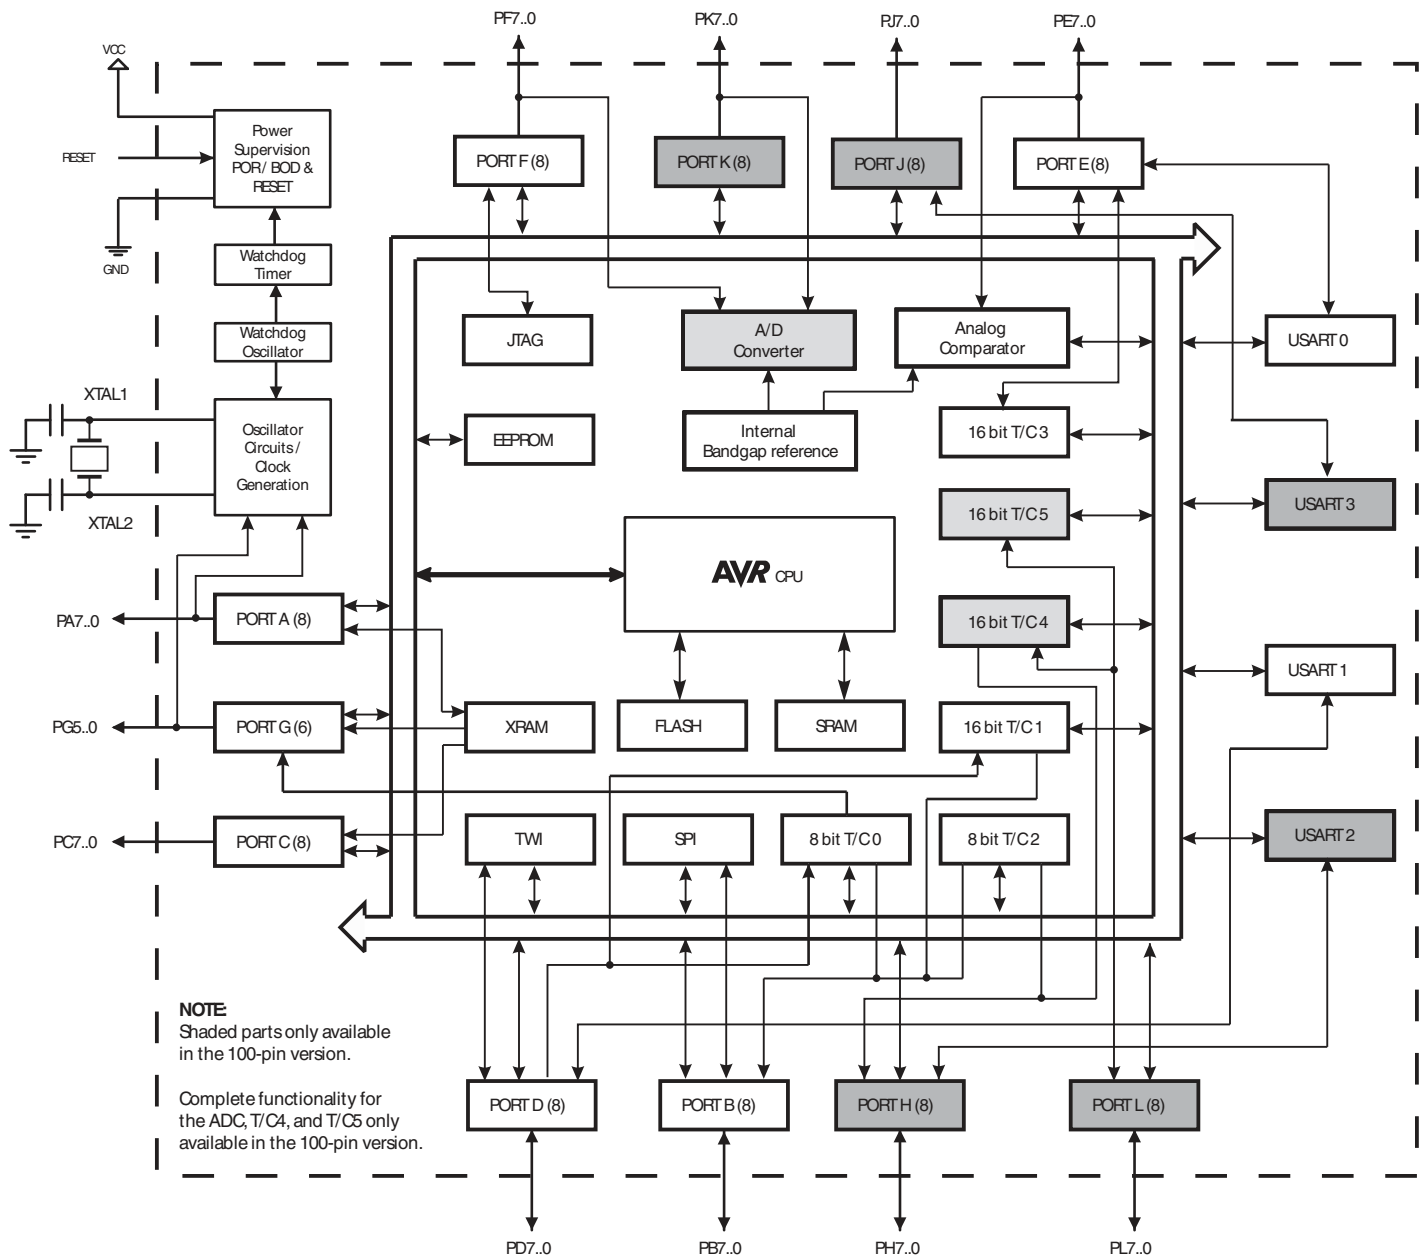 PF7..0
PK7..0
PJ7..0
PE7..0
VCC
Power
Supervision
POR/ BOD &
RESET
RESET
PORT F (8)
PORT K (8)
PORT J (8)
PORT E (8)
GND
Watchdog
Timer
Watchdog
Oscillator
JTAG
A/D
Converter
Analog
Comparator
USART 0
XTAL1
Oscillator
Circuits /
Clock
Generation
EEPROM
Internal
Bandgap reference
16 bit T/C 3
XTAL2
16 bit T/C 5
USART 3
AVR CPU
PA7..0
PORT A (8)
16 bit T/C 4
USART 1
PG5..0
PORT G (6)
XRAM
FLASH
SRAM
16 bit T/C 1
PC7..0
PORT C (8)
TWI
SPI
8 bit T/C 0
8 bit T/C 2
USART 2
NOTE:
Shaded parts only available
in the 100-pin version.
Complete functionality for
the ADC, T/C4, and T/C5 only
available in the 100-pin version.
PORT D (8)
PORT B (8)
PORT H (8)
PORT L (8)
PD7..0
PB7..0
PH7..0
PL7..0